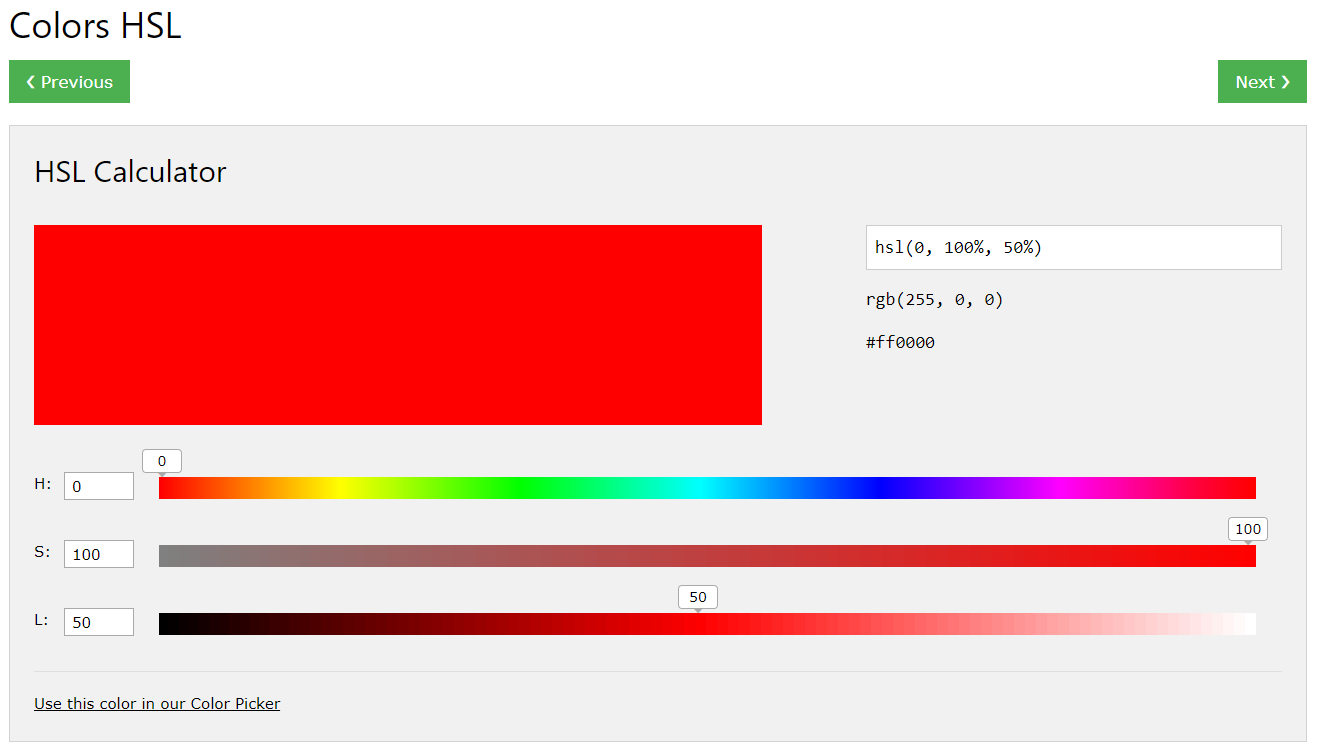 Colors HSL
❮ Previous
Next ❯
HSL Calculator
hsl(0, 100%, 50%)
rgb(255, 0, 0)
#ff0000
0
H: 0
100
S: 100
50
L: 50
Use this color in our Color Picker